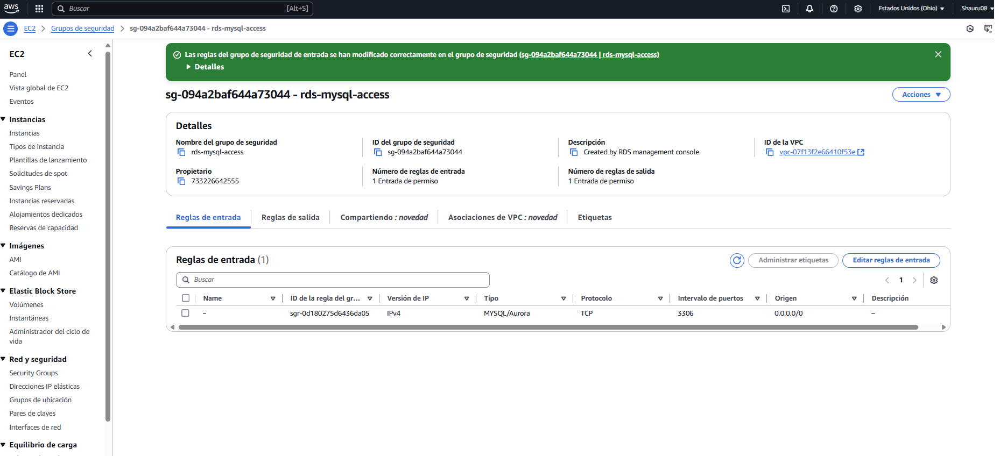 aws
Buscar [Alt+S] Estados Unidos (Ohio) Shauru08
EC2 Grupos de seguridad sg-094a2baf644a73044 - rds-mysql-access
EC2
Panel
Vista global de EC2
Eventos
Instancias
Instancias
Tipos de instancia
Plantillas de lanzamiento
Solicitudes de spot
Savings Plans
Instancias reservadas
Alojamientos dedicados
Reservas de capacidad
Imágenes
AMI
Catálogo de AMI
Elastic Block Store
Volúmenes
Instantáneas
Administrador del ciclo de
vida
Red y seguridad
Security Groups
Direcciones IP elásticas
Grupos de ubicación
Pares de claves
Interfaces de red
Equilibrio de carga
Las reglas del grupo de seguridad de entrada se han modificado correctamente en el grupo de seguridad (sg-094a2baf644a73044 | rds-mysql-access)
Detalles
sg-094a2baf644a73044 - rds-mysql-access
Acciones
Detalles
Nombre del grupo de seguridad
rds-mysql-access
ID del grupo de seguridad
sg-094a2baf644a73044
Descripción
Created by RDS management console
ID de la VPC
vpc-07f13f2e66410f53e
Propietario
733226642555
Número de reglas de entrada
1 Entrada de permiso
Número de reglas de salida
1 Entrada de permiso
Reglas de entrada Reglas de salida Compartiendo : novedad Asociaciones de VPC : novedad Etiquetas
Reglas de entrada (1)
Administrar etiquetas Editar reglas de entrada
Buscar
1
Name ID de la regla del gr... Versión de IP Tipo Protocolo Intervalo de puertos Origen Descripción
– sgr-0d180275d6436da05 IPv4 MYSQL/Aurora TCP 3306 0.0.0.0/0 –